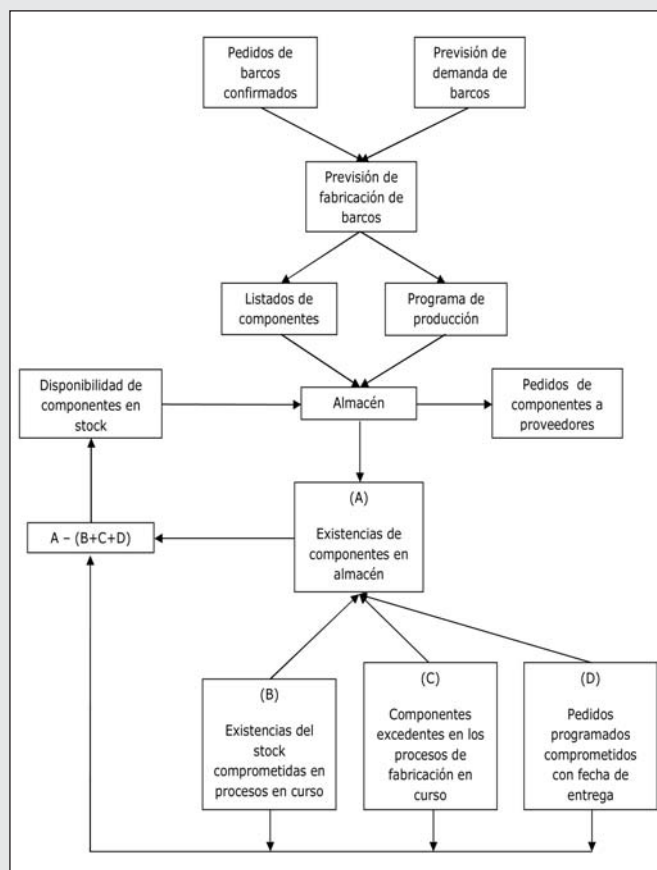 Pedidos de
barcos
confirmados
Previsión de
demanda de
barcos
Previsión de
fabricación de
barcos
Listados de
componentes
Programa de
producción
Disponibilidad de
componentes en
stock
Almacén
Pedidos de
componentes a
proveedores
(A)
Existencias de
componentes en
almacén
A – (B+C+D)
(B)
Existencias del
stock
comprometidas en
procesos en curso
(C)
Componentes
excedentes en los
procesos de
fabricación en
curso
(D)
Pedidos
programados
comprometidos
con fecha de
entrega